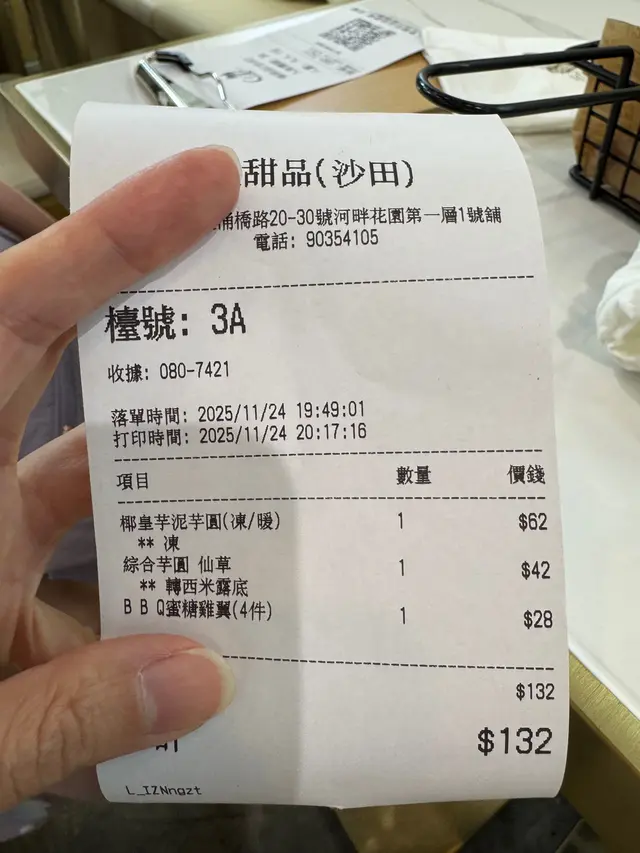 甜品(沙田)
桥路20-30號河畔花園第一層1號舖
電話: 90354105
檯號: 3A
收據: 080-7421
落單時間: 2025/11/24 19:49:01
打印時間: 2025/11/24 20:17:16
項目 數量 價錢
椰皇芋泥芋圓(凍/暖) 1 $62
** 凍
綜合芋圓 仙草 1 $42
** 轉西米露底
B B Q蜜糖雞翼(4件) 1 $28
$132
$132
L_IZNnqzt